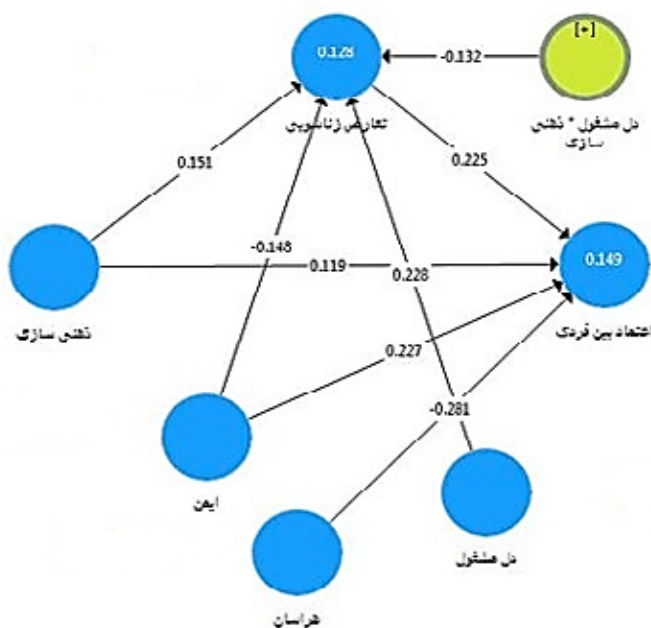 [+]
0.128
-0.132
تعارض زناشویی
دل مشغول * ذهنی
سازی
0.151
0.225
-0.148
0.119
0.228
0.149
ذهنی سازی
اعتماد بین فردی
0.227
-0.281
ایمن
دل مشغول
هراسان